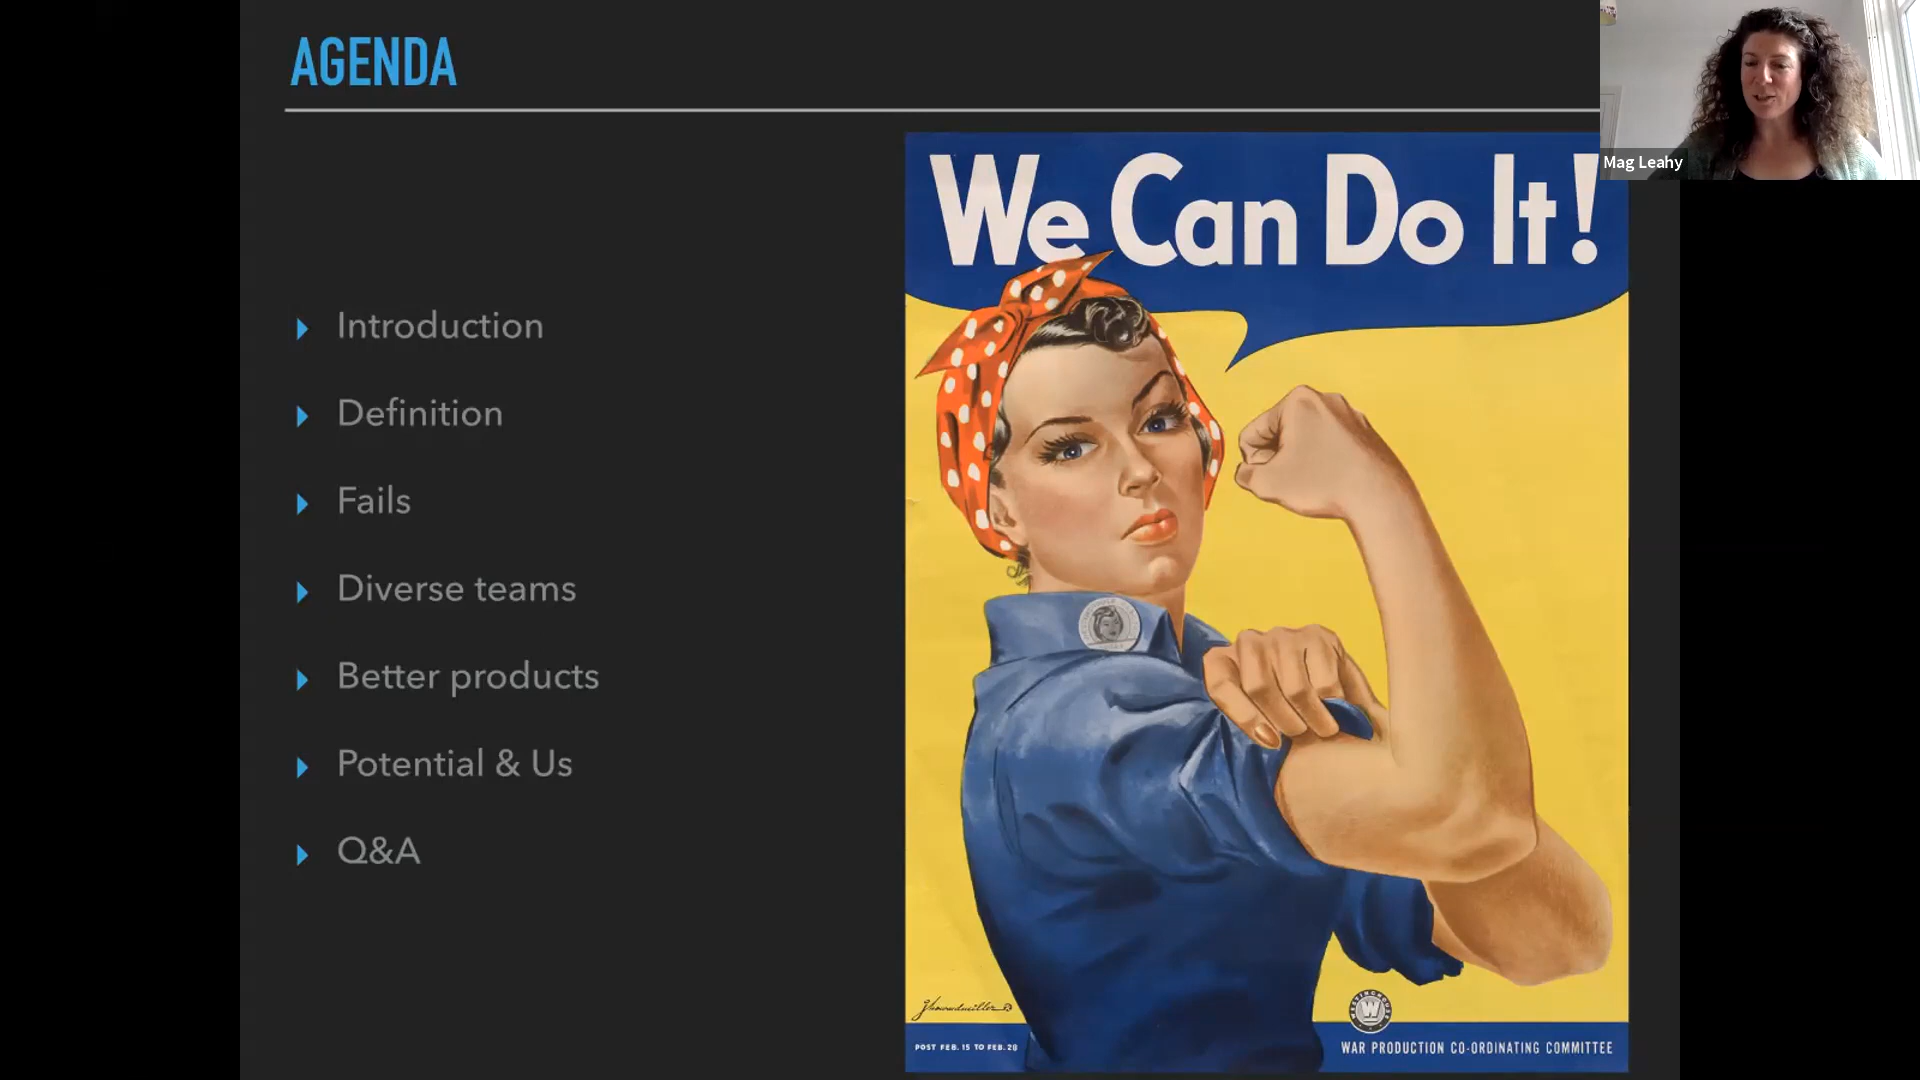 AGENDA
Introduction
Definition
Fails
Diverse teams
Better products
Potential & Us
Q&A
We Can Do It!
POST FEB. 15 TO FEB. 28
WAR PRODUCTION CO-ORDINATING COMMITTEE
Mag Leahy